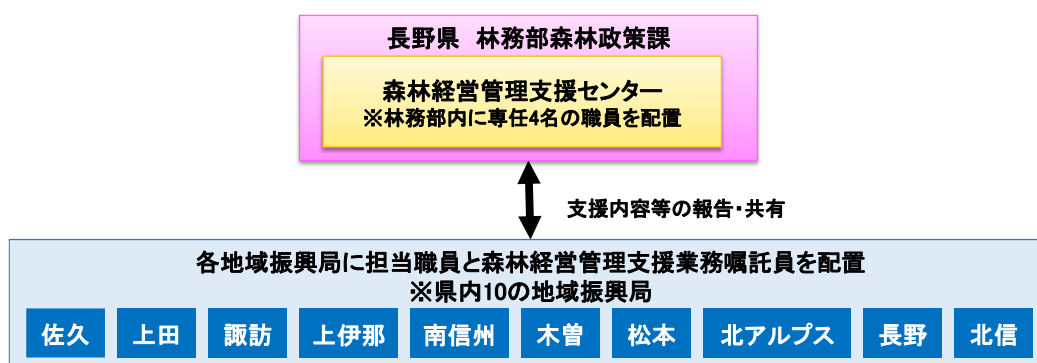 長野県　林務部森林政策課
森林経営管理支援センター
※林務部内に専任4名の職員を配置
支援内容等の報告・共有
各地域振興局に担当職員と森林経営管理支援業務嘱託員を配置
※県内10の地域振興局
佐久 上田 諏訪 上伊那 南信州 木曽 松本 北アルプス 長野 北信